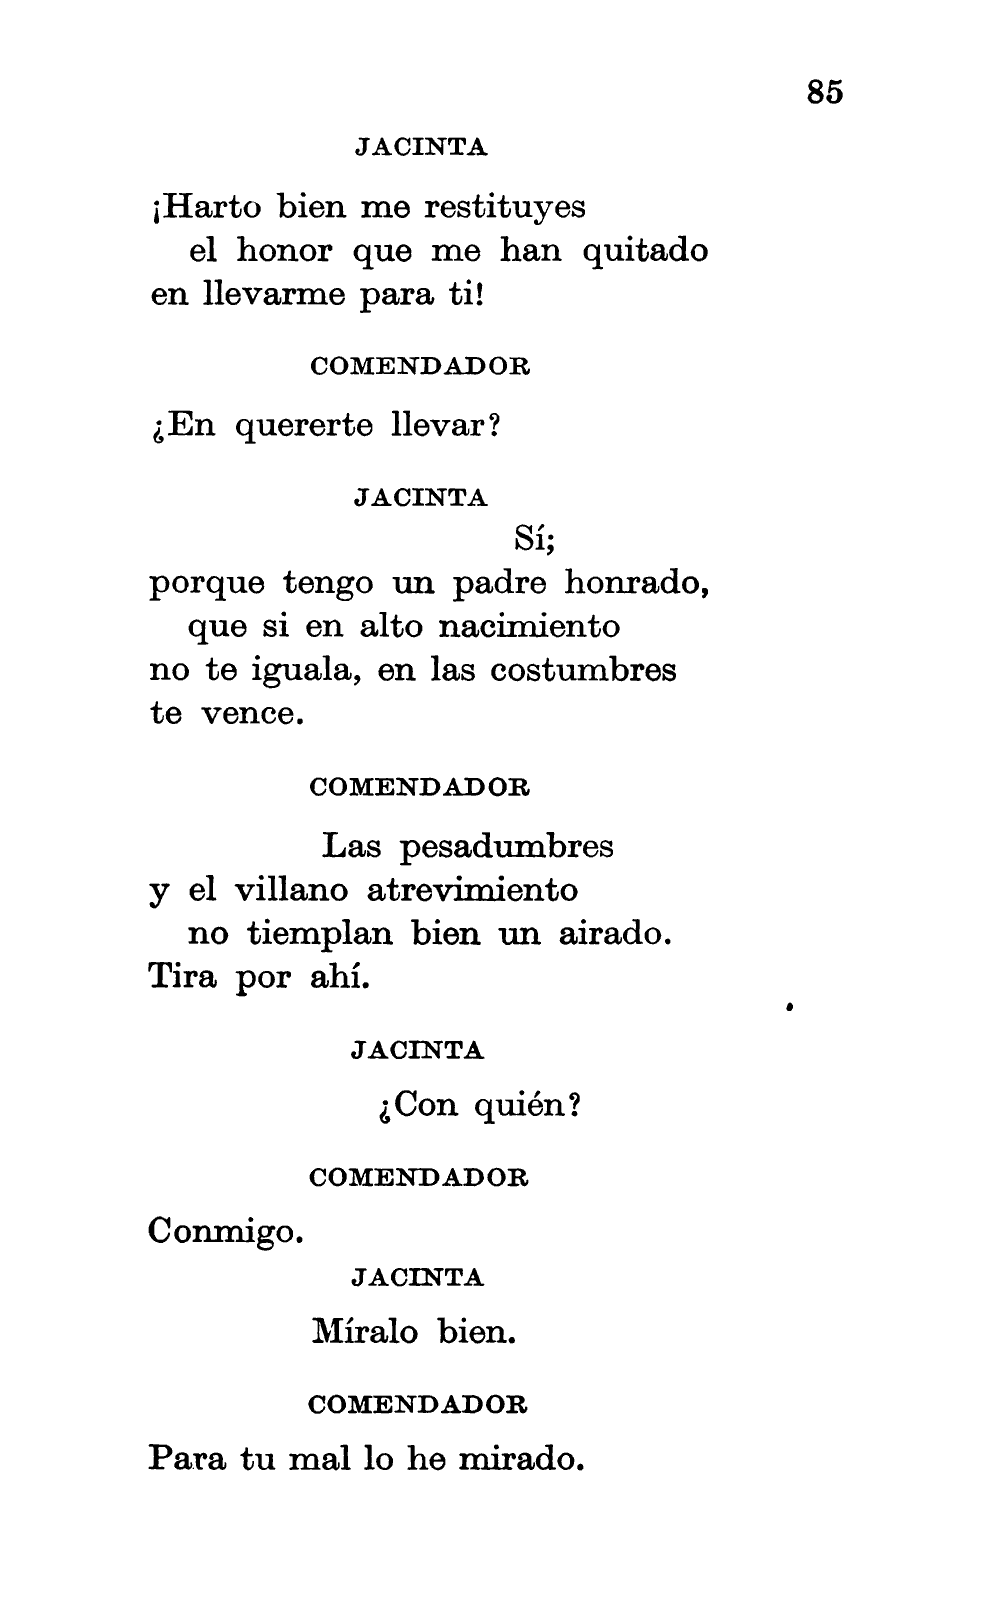 85
JACINTA
¡Harto bien me restituyes
el honor que me han quitado
en llevarme para ti!
COMENDADOR
¿En quererte llevar?
JACINTA
Sí;
porque tengo un padre honrado,
que si en alto nacimiento
no te iguala, en las costumbres
te vence.
COMENDADOR
Las pesadumbres
y el villano atrevimiento
no tiemplan bien un airado.
Tira por ahí.
JACINTA
¿Con quién?
COMENDADOR
Conmigo.
JACINTA
Míralo bien.
COMENDADOR
Para tu mal lo he mirado.